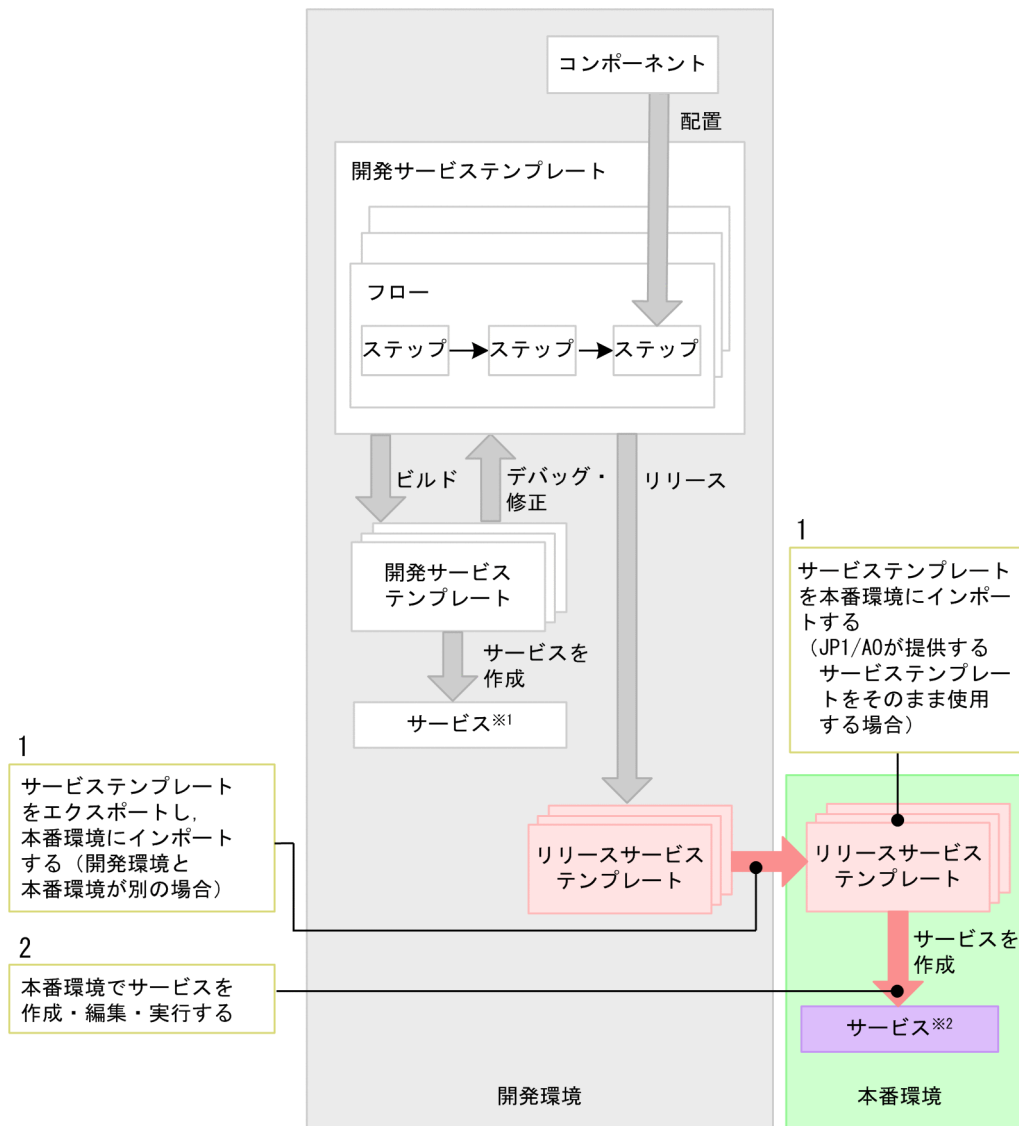 コンポーネント
配置
開発サービステンプレート
フロー
ステップ
ステップ
ステップ
ビルド
デバッグ・
修正
リリース
開発サービス
テンプレート
サービスを
作成
サービス※1
1
サービステンプレート
を本番環境にインポー
トする
（JP1/AOが提供する
サービステンプレー
トをそのまま使用
する場合）
1
サービステンプレート
をエクスポートし，
本番環境にインポート
する（開発環境と
本番環境が別の場合）
リリースサービス
テンプレート
リリースサービス
テンプレート
サービスを
作成
2
本番環境でサービスを
作成・編集・実行する
サービス※2
開発環境
本番環境